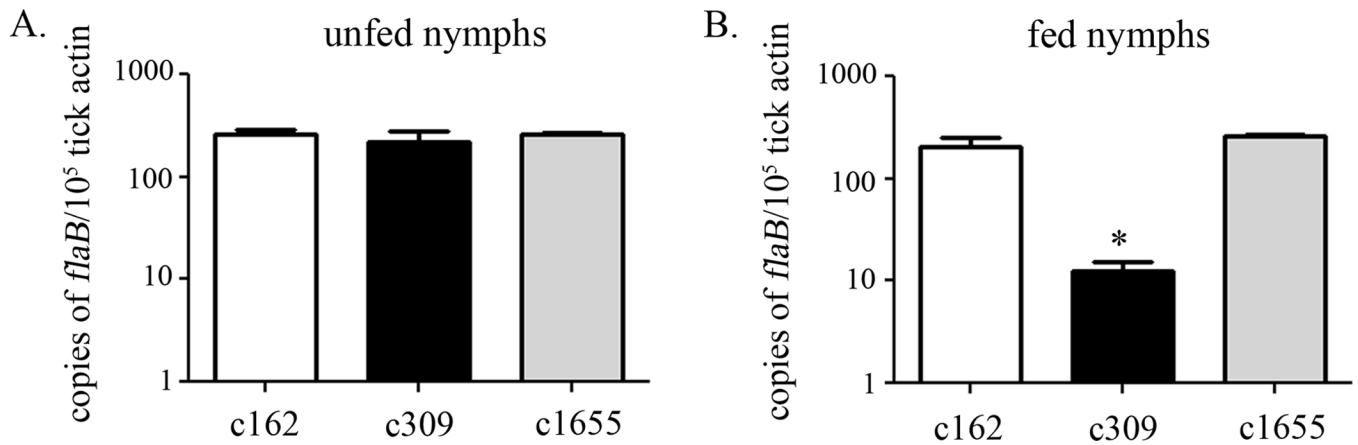 A.
unfed nymphs
copies of flaB/10⁵ tick actin
1000
100
10
1
c162
c309
c1655
B.
fed nymphs
copies of flaB/10⁵ tick actin
1000
100
10
1
*
c162
c309
c1655